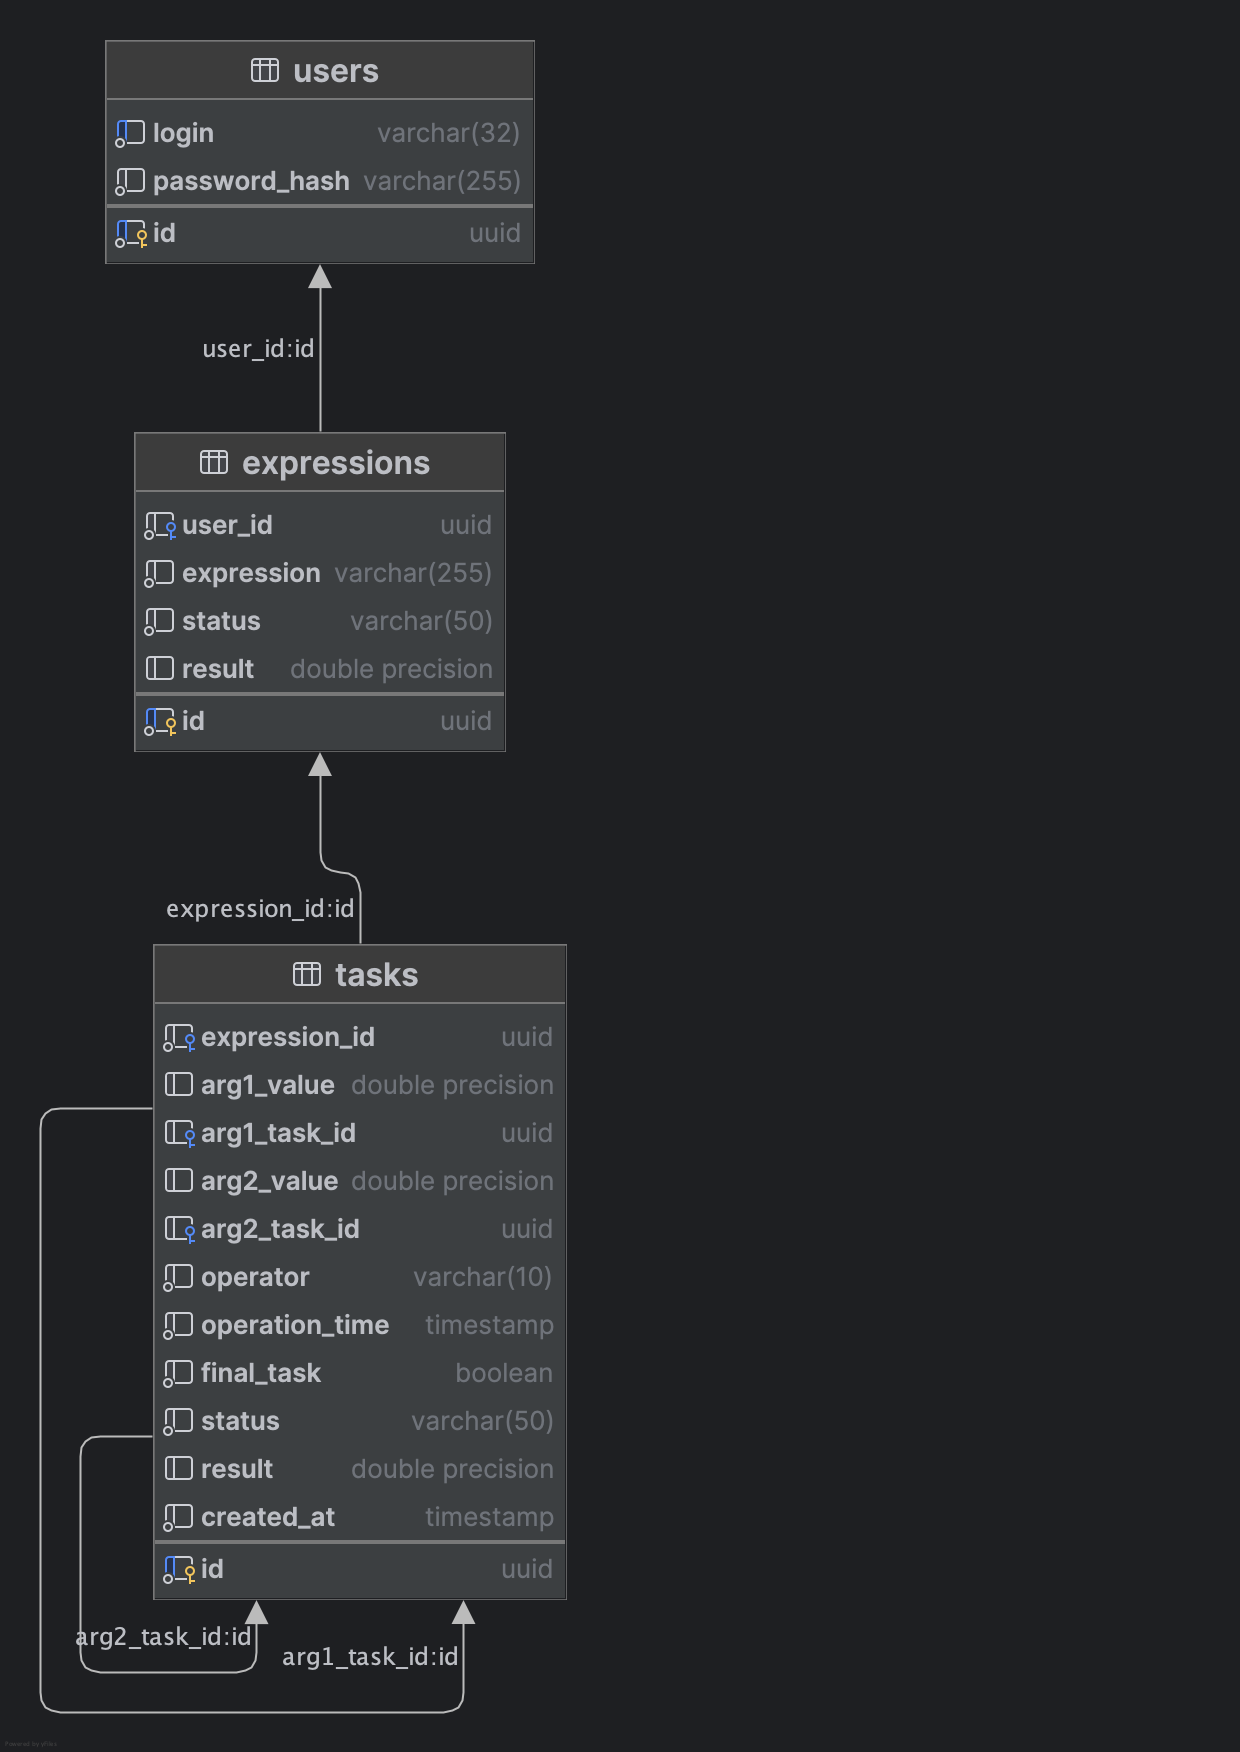 users
login varchar(32)
password_hash varchar(255)
id uuid
user_id:id
expressions
user_id uuid
expression varchar(255)
status varchar(50)
result double precision
id uuid
expression_id:id
tasks
expression_id uuid
arg1_value double precision
arg1_task_id uuid
arg2_value double precision
arg2_task_id uuid
operator varchar(10)
operation_time timestamp
final_task boolean
status varchar(50)
result double precision
created_at timestamp
id uuid
arg2_task_id:id
arg1_task_id:id
Powered by yFiles